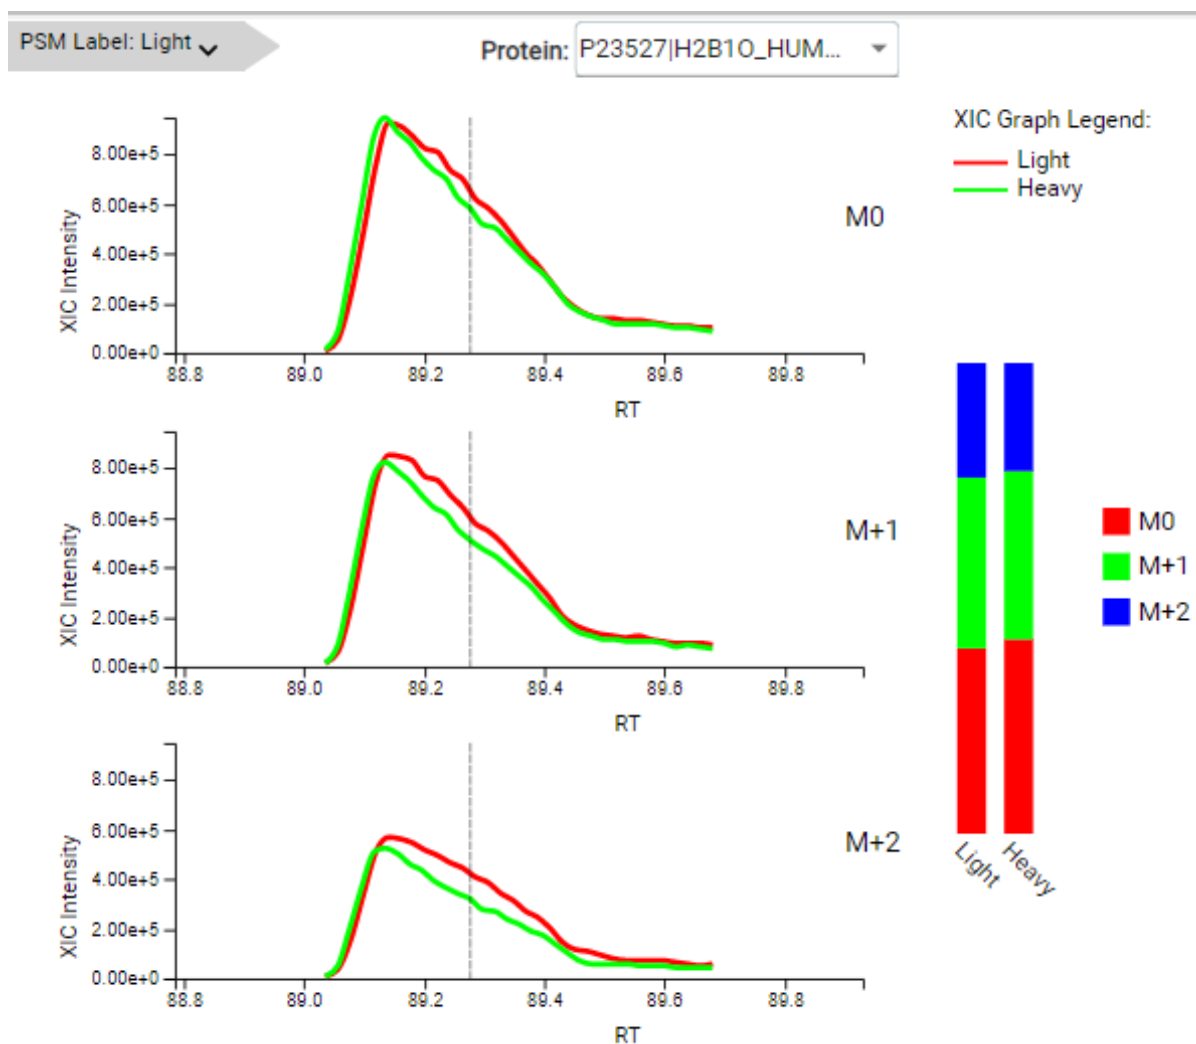 PSM Label: Light
Protein: P23527|H2B1O_HUM...
XIC Graph Legend:
Light
Heavy
XIC Intensity
8.00e+5
6.00e+5
4.00e+5
2.00e+5
0.00e+0
88.8 89.0 89.2 89.4 89.6 89.8
RT
M0
XIC Intensity
8.00e+5
6.00e+5
4.00e+5
2.00e+5
0.00e+0
88.8 89.0 89.2 89.4 89.6 89.8
RT
M+1
XIC Intensity
8.00e+5
6.00e+5
4.00e+5
2.00e+5
0.00e+0
88.8 89.0 89.2 89.4 89.6 89.8
RT
M+2
Light Heavy
M0
M+1
M+2